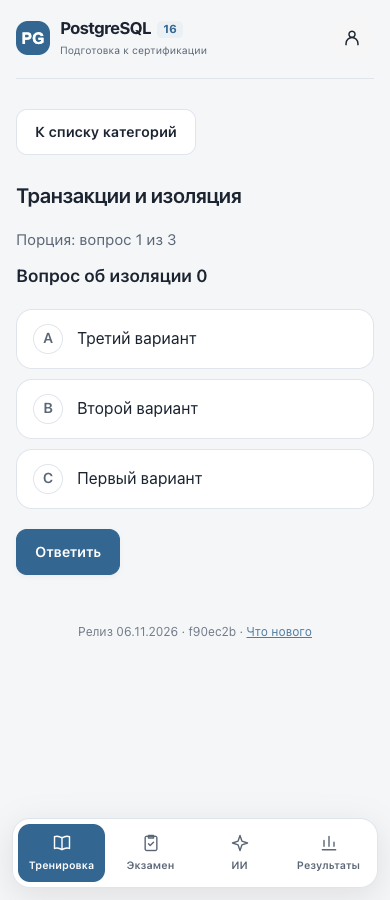 PG PostgreSQL 16
Подготовка к сертификации
К списку категорий
Транзакции и изоляция
Порция: вопрос 1 из 3
Вопрос об изоляции 0
A Третий вариант
B Второй вариант
C Первый вариант
Ответить
Релиз 06.11.2026 · f90ec2b · Что нового
Тренировка Экзамен ИИ Результаты